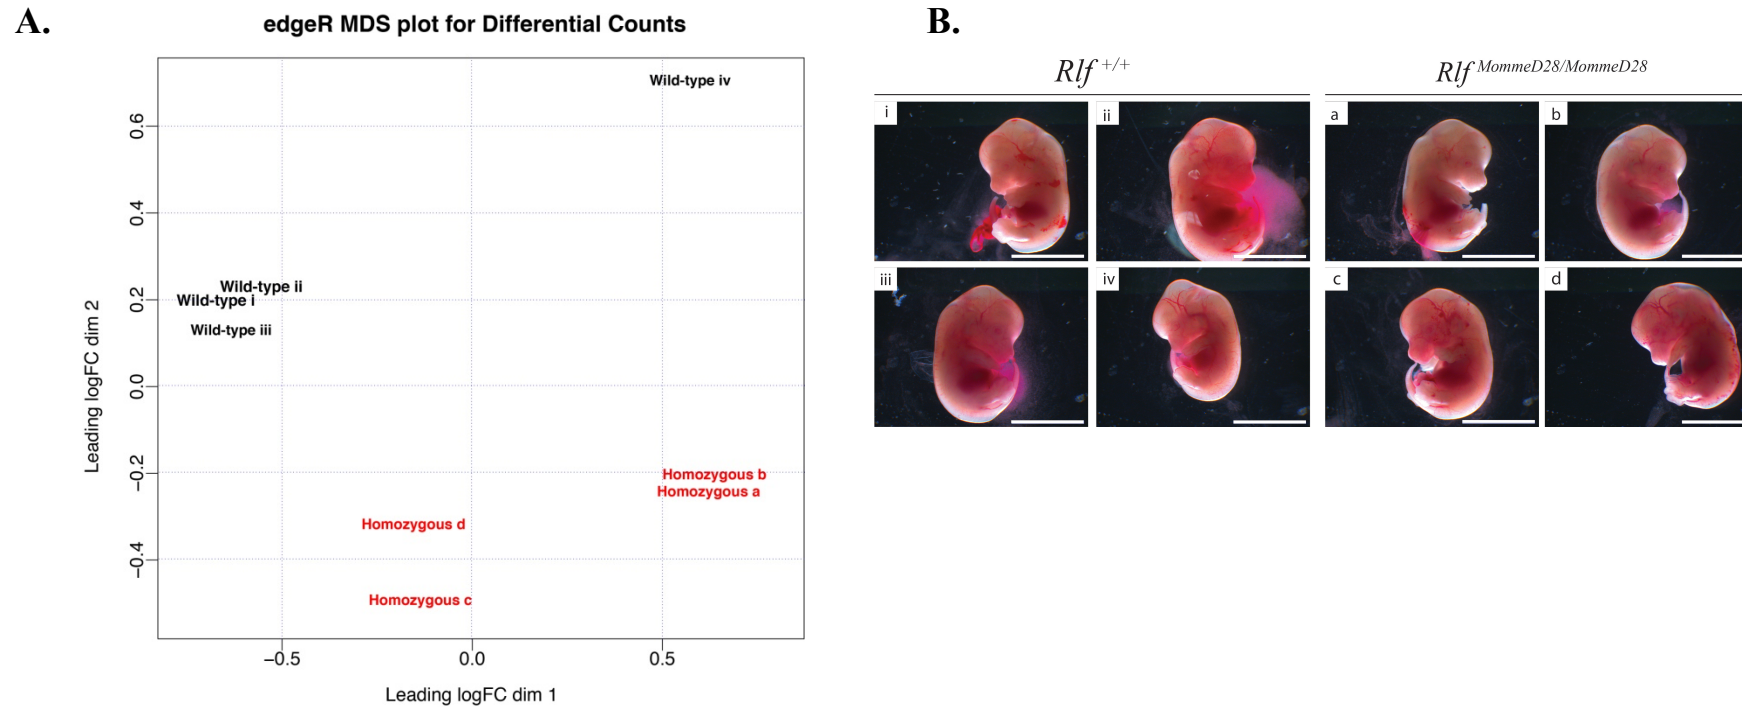 A.
edgeR MDS plot for Differential Counts
Leading logFC dim 2
0.6
0.4
0.2
0.0
−0.2
−0.4
Wild-type iv
Wild-type ii
Wild-type i
Wild-type iii
Homozygous b
Homozygous a
Homozygous d
Homozygous c
−0.5 0.0 0.5
Leading logFC dim 1
B.
Rlf +/+
Rlf MommeD28/MommeD28
i ii a b
iii iv c d